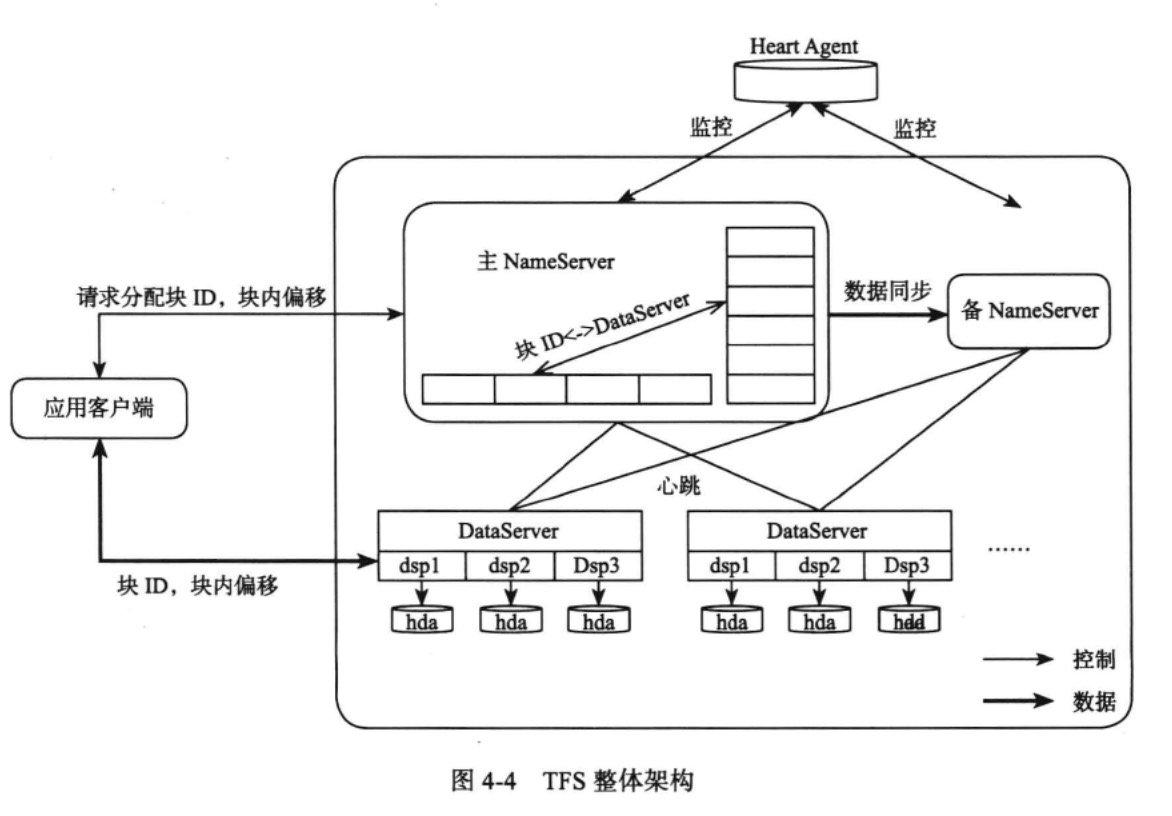 Heart Agent
监控
监控
主 NameServer
请求分配块 ID，块内偏移
块 ID<->DataServer
数据同步
备 NameServer
应用客户端
心跳
DataServer
dsp1
dsp2
Dsp3
hda
hda
hda
DataServer
dsp1
dsp2
Dsp3
hda
hda
……
块 ID，块内偏移
控制
数据
图 4-4 TFS 整体架构